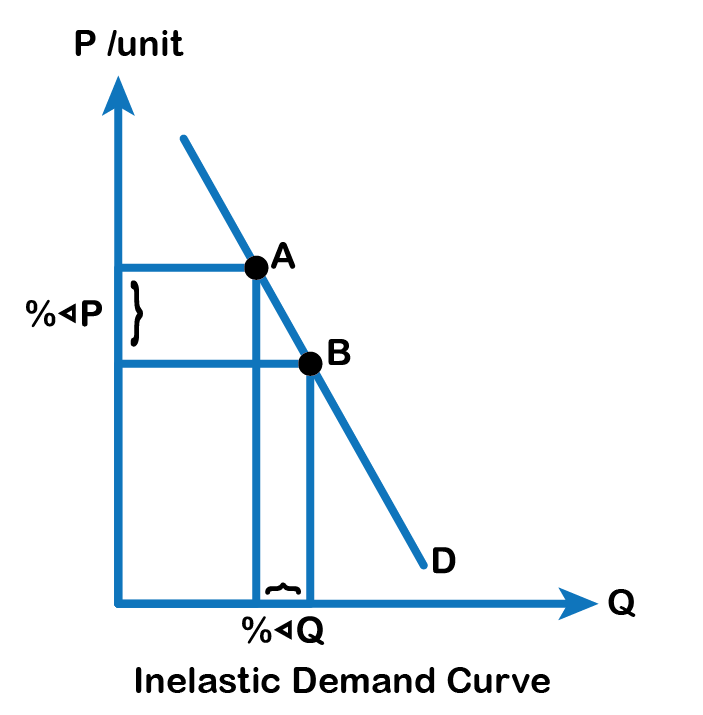 P /unit
A
%⊲P
}
B
D
Q
%⊲Q
Inelastic Demand Curve